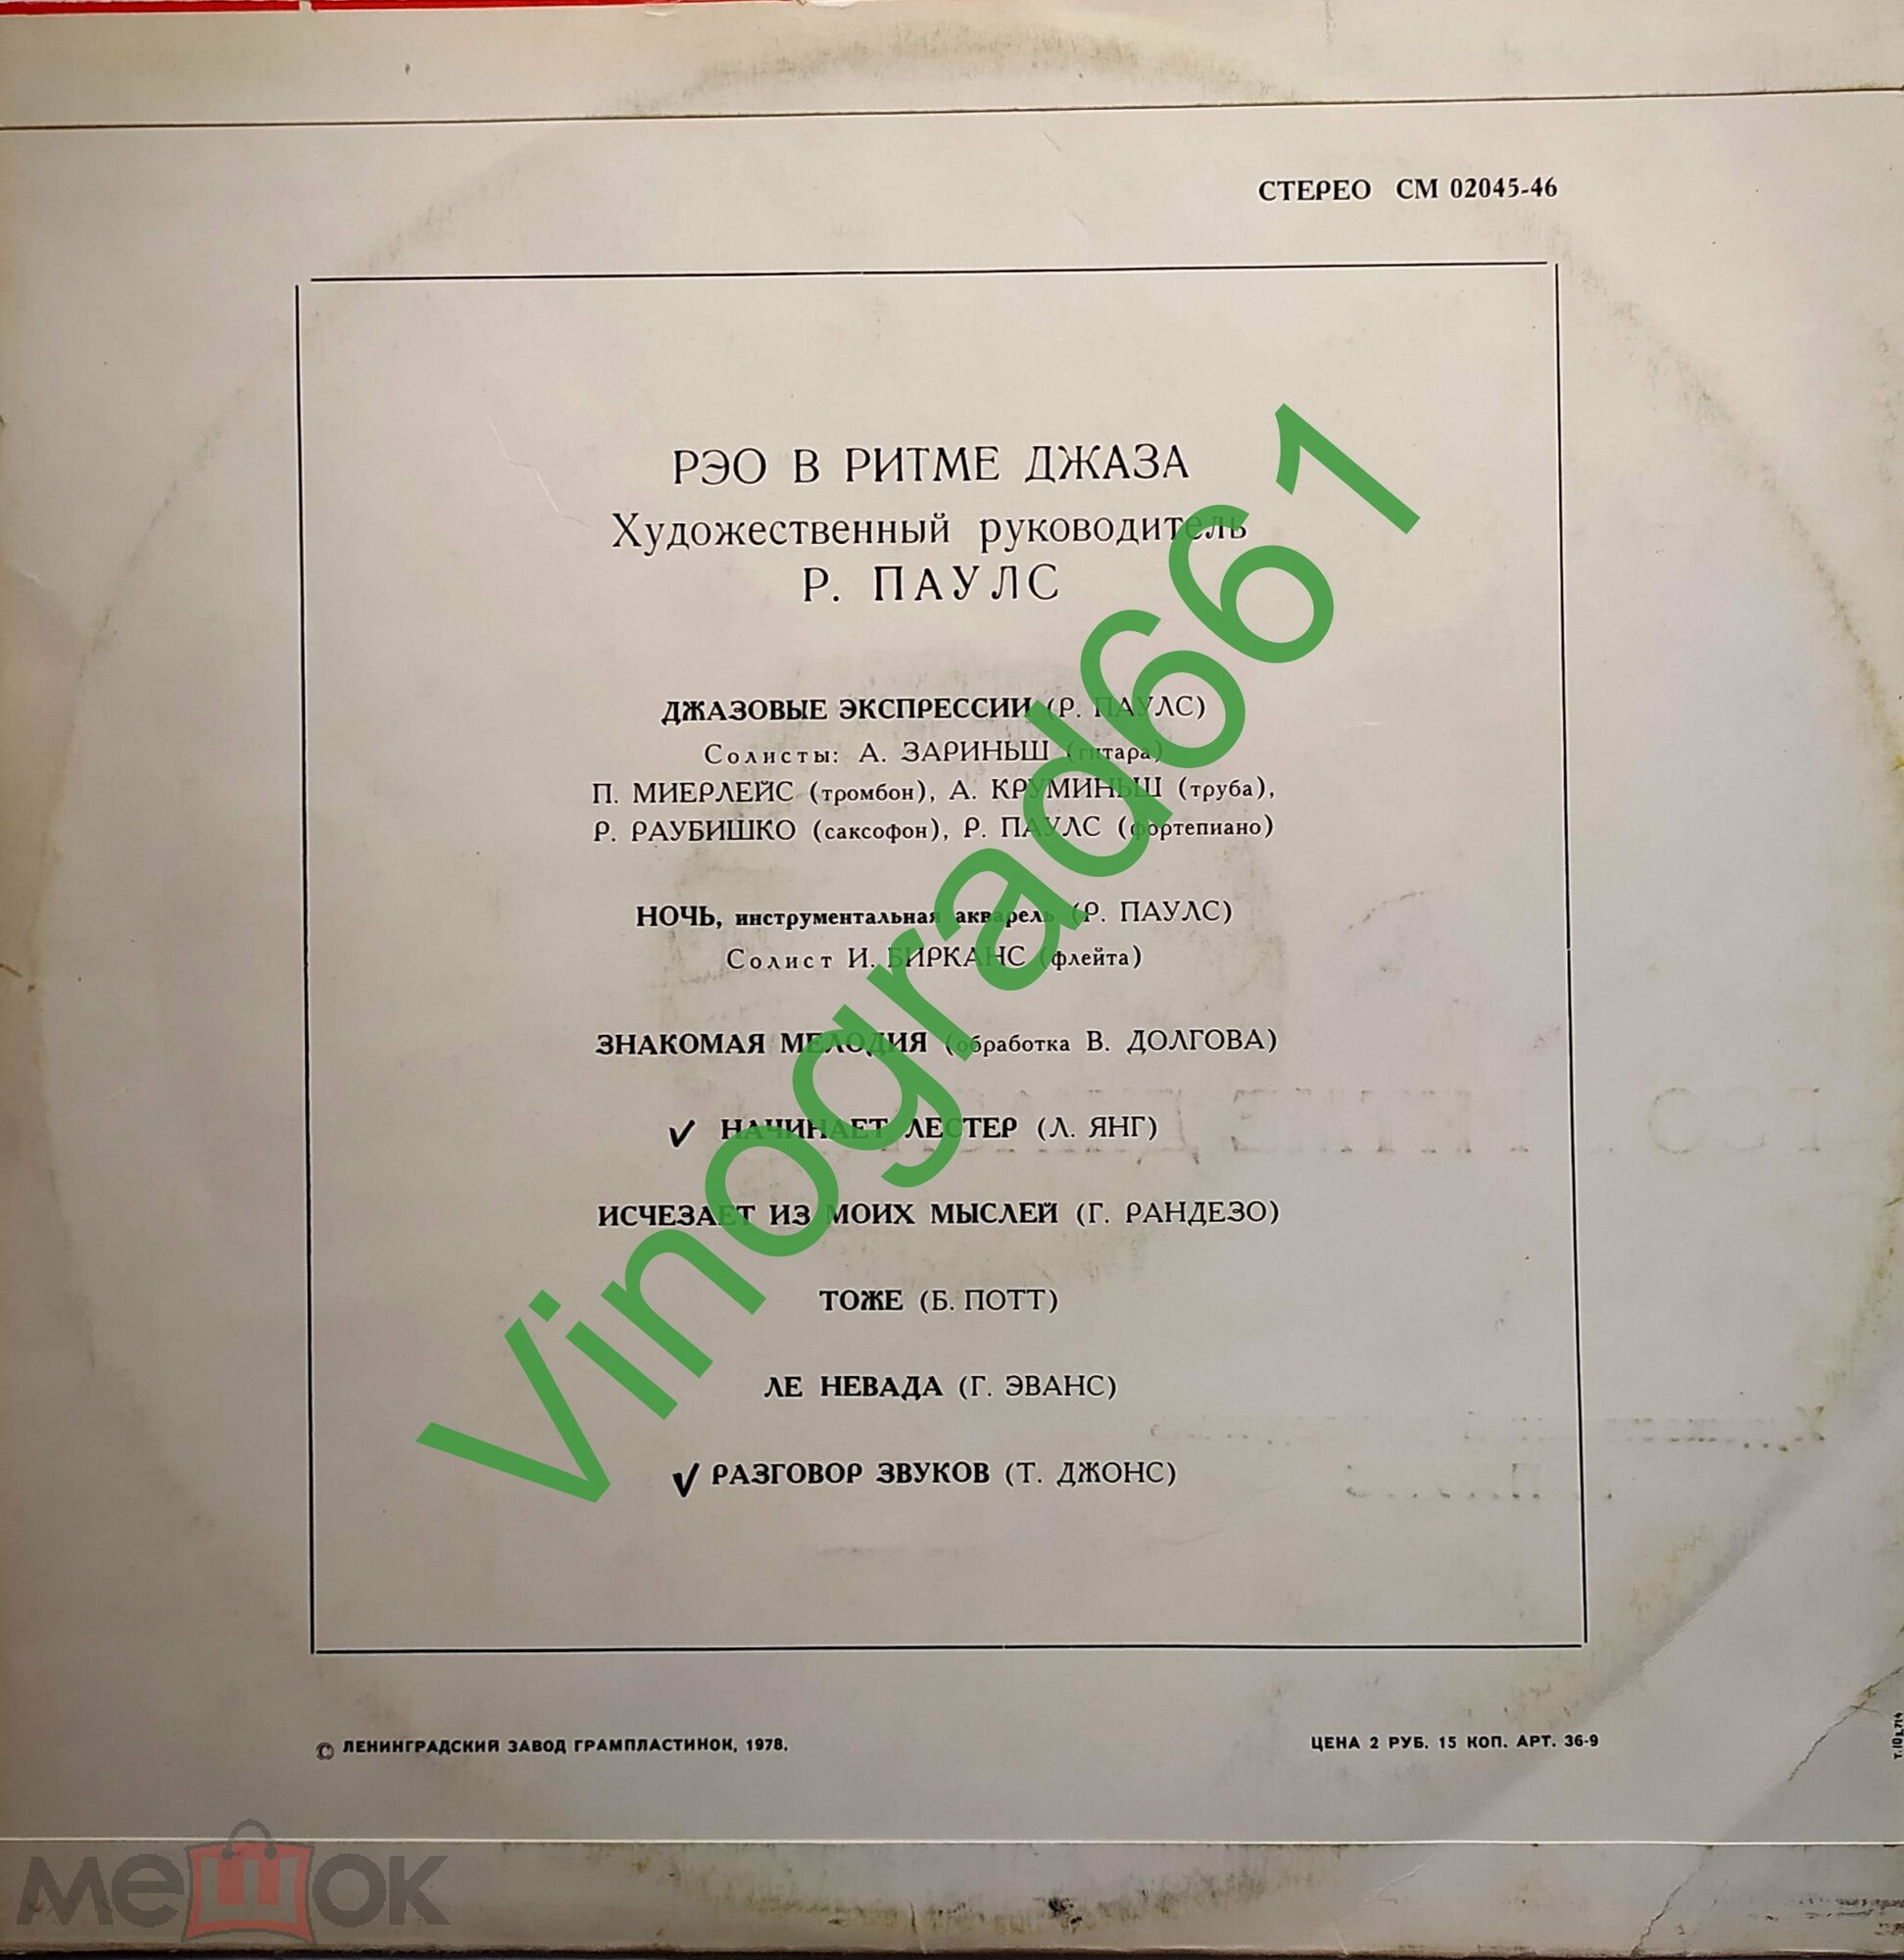 СТЕРЕО СМ 02045-46
РЭО В РИТМЕ ДЖАЗА
Художественный руководитель
Р. ПАУЛС
ДЖАЗОВЫЕ ЭКСПРЕССИИ (Р. ПАУЛС)
Солисты: А. ЗАРИНЬШ (гитара)
П. МИЕРЛЕЙС (тромбон), А. КРУМИНЬШ (труба),
Р. РАУБИШКО (саксофон), Р. ПАУЛС (фортепиано)
НОЧЬ, инструментальная акварель (Р. ПАУЛС)
Солист И. БИРКАНС (флейта)
ЗНАКОМАЯ МЕЛОДИЯ (обработка В. ДОЛГОВА)
НАЧИНАЕТ ЛЕСТЕР (Л. ЯНГ)
ИСЧЕЗАЕТ ИЗ МОИХ МЫСЛЕЙ (Г. РАНДЕЗО)
ТОЖЕ (Б. ПОТТ)
ЛЕ НЕВАДА (Г. ЭВАНС)
РАЗГОВОР ЗВУКОВ (Т. ДЖОНС)
Vinograd661
© ЛЕНИНГРАДСКИЙ ЗАВОД ГРАМПЛАСТИНОК, 1978.
ЦЕНА 2 РУБ. 15 КОП. АРТ. 36-9
мешок